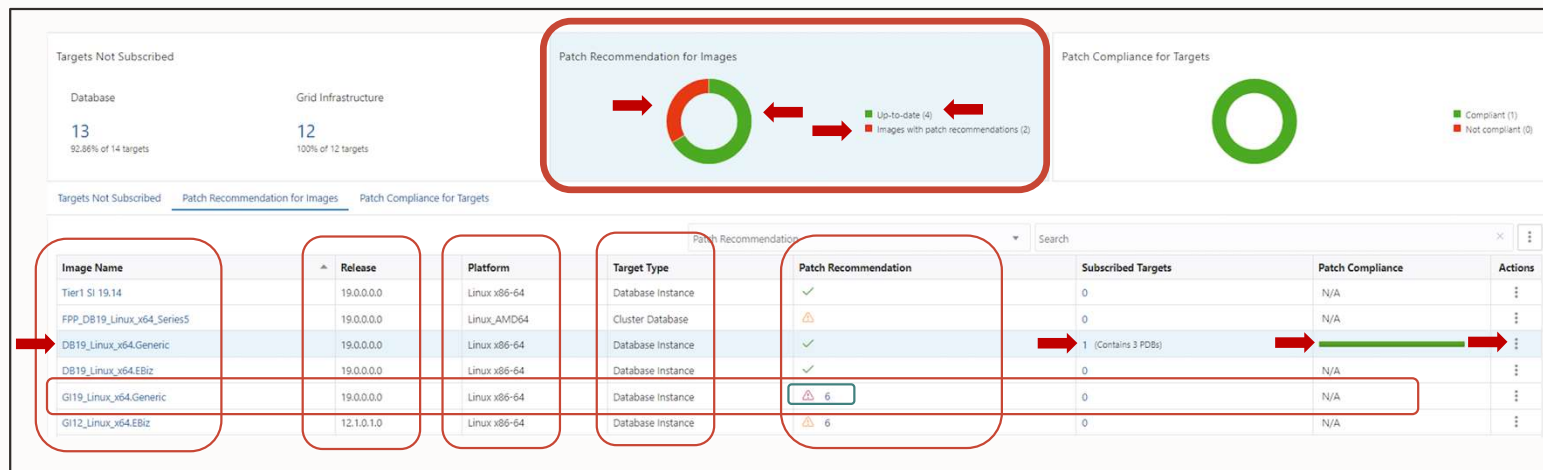 Targets Not Subscribed
Database
Grid Infrastructure
13
12
92.86% of 14 targets
100% of 12 targets
Patch Recommendation for Images
Up-to-date (4)
Images with patch recommendations (2)
Patch Compliance for Targets
Compliant (1)
Not compliant (0)
Targets Not Subscribed Patch Recommendation for Images Patch Compliance for Targets
Patch Recommendation Search
Image Name Release Platform Target Type Patch Recommendation Subscribed Targets Patch Compliance Actions
Tier1 SI 19.14 19.0.0.0.0 Linux x86-64 Database Instance 0 N/A
FPP_DB19_Linux_x64_Series5 19.0.0.0.0 Linux_AMD64 Cluster Database 0 N/A
DB19_Linux_x64.Generic 19.0.0.0.0 Linux x86-64 Database Instance 1 (Contains 3 PDBs)
DB19_Linux_x64.EBiz 19.0.0.0.0 Linux x86-64 Database Instance 0 N/A
GI19_Linux_x64.Generic 19.0.0.0.0 Linux x86-64 Database Instance 6 0 N/A
GI12_Linux_x64.EBiz 12.1.0.1.0 Linux x86-64 Database Instance 6 0 N/A